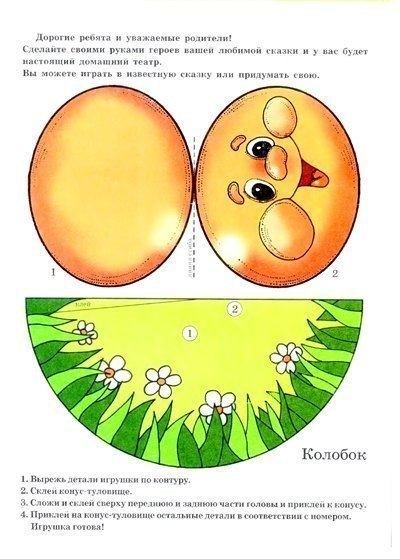 Дорогие ребята и уважаемые родители!
Сделайте своими руками героев вашей любимой сказки и у вас будет
настоящий домашний театр.
Вы можете играть в известную сказку или придумать свою.
1
2
клей
2
1
Колобок
1. Вырежь детали игрушки по контуру.
2. Склей конус-туловище.
3. Сложи и склей сверху переднюю и заднюю части головы и приклей к конусу.
4. Приклей на конус-туловище остальные детали в соответствии с номером.
Игрушка готова!